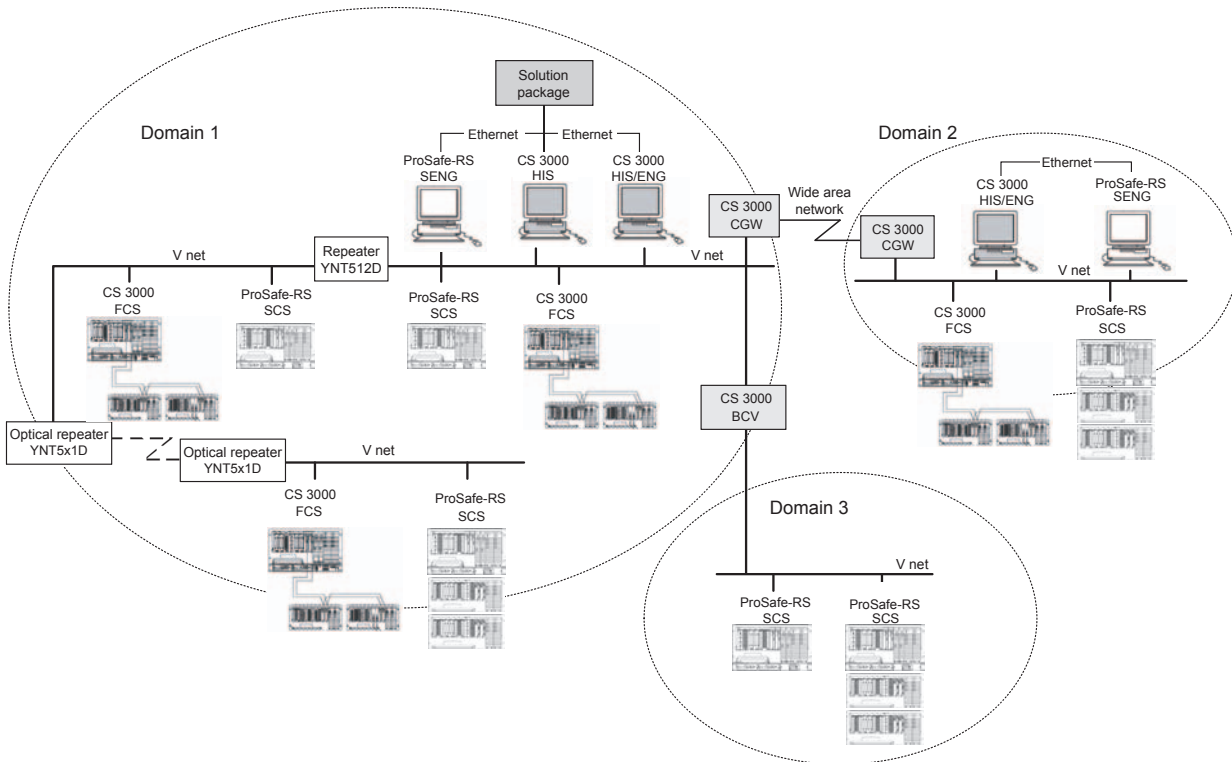 Solution
package
Domain 1
Ethernet
Ethernet
ProSafe-RS
SENG
CS 3000
HIS
CS 3000
HIS/ENG
Domain 2
Ethernet
CS 3000
HIS/ENG
ProSafe-RS
SENG
CS 3000
CGW
Wide area
network
CS 3000
CGW
V net
Repeater
YNT512D
V net
V net
CS 3000
FCS
ProSafe-RS
SCS
ProSafe-RS
SCS
CS 3000
FCS
CS 3000
FCS
ProSafe-RS
SCS
CS 3000
BCV
Optical repeater
YNT5x1D
Optical repeater
YNT5x1D
V net
CS 3000
FCS
ProSafe-RS
SCS
Domain 3
V net
ProSafe-RS
SCS
ProSafe-RS
SCS